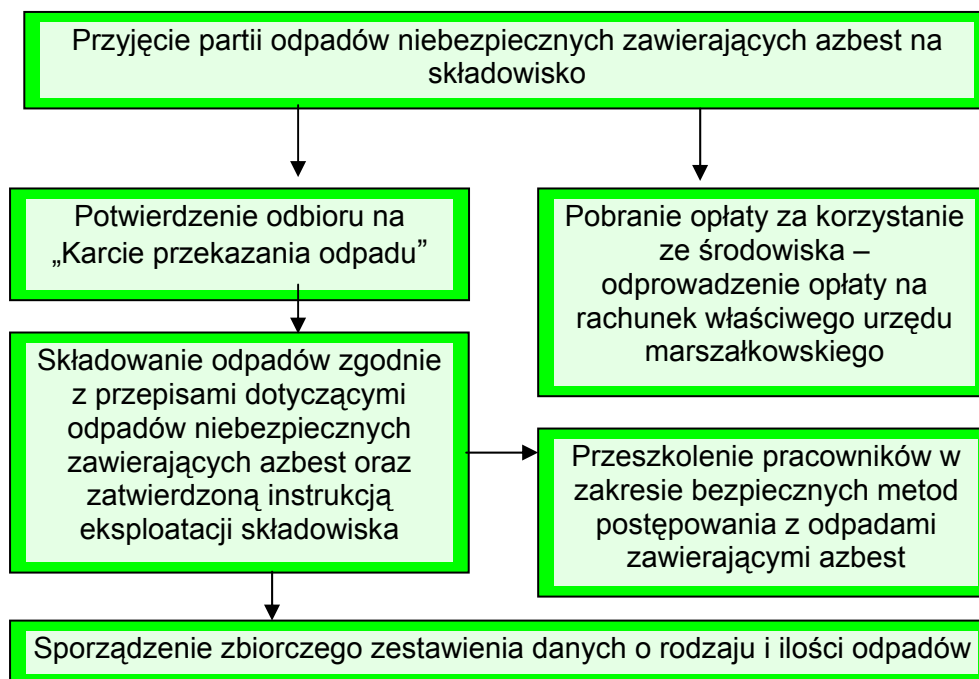 Przyjęcie partii odpadów niebezpiecznych zawierających azbest na
składowisko
Potwierdzenie odbioru na
„Karcie przekazania odpadu”
Pobranie opłaty za korzystanie
ze środowiska –
odprowadzenie opłaty na
rachunek właściwego urzędu
marszałkowskiego
Składowanie odpadów zgodnie
z przepisami dotyczącymi
odpadów niebezpiecznych
zawierających azbest oraz
zatwierdzoną instrukcją
eksploatacji składowiska
Przeszkolenie pracowników w
zakresie bezpiecznych metod
postępowania z odpadami
zawierającymi azbest
Sporządzenie zbiorczego zestawienia danych o rodzaju i ilości odpadów